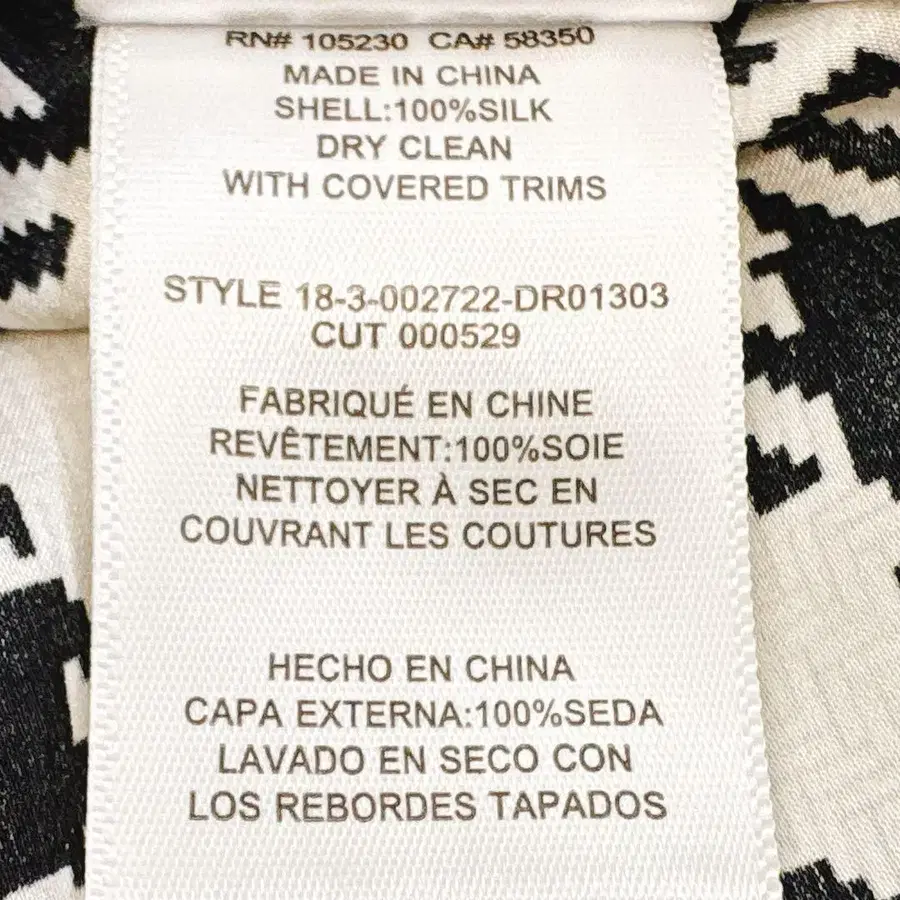 RN# 105230 CA# 58350
MADE IN CHINA
SHELL:100%SILK
DRY CLEAN
WITH COVERED TRIMS
STYLE 18-3-002722-DR01303
CUT 000529
FABRIQUÉ EN CHINE
REVÊTEMENT:100%SOIE
NETTOYER À SEC EN
COUVRANT LES COUTURES
HECHO EN CHINA
CAPA EXTERNA:100%SEDA
LAVADO EN SECO CON
LOS REBORDES TAPADOS